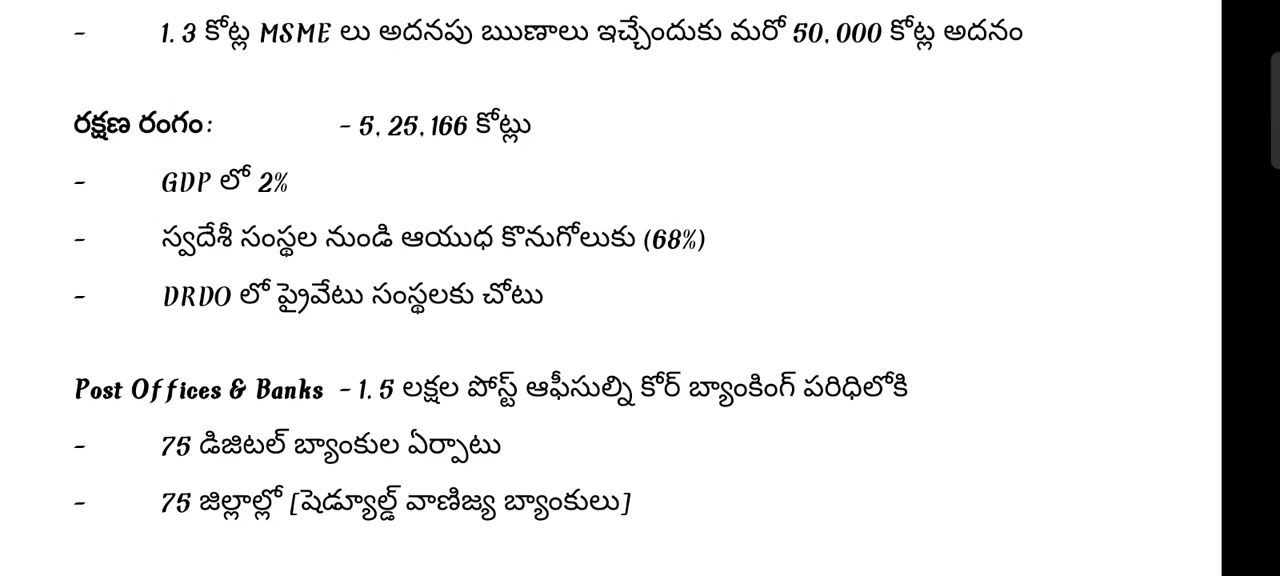 - 1.3 కోట్ల MSME లు అదనపు ఋణాలు ఇచ్చేందుకు మరో 50,000 కోట్ల అదనం
రక్షణ రంగం: - 5,25,166 కోట్లు
- GDP లో 2%
- స్వదేశీ సంస్థల నుండి ఆయుధ కొనుగోలుకు (68%)
- DRDO లో ప్రైవేటు సంస్థలకు చోటు
Post Offices & Banks - 1.5 లక్షల పోస్ట్ ఆఫీసుల్ని కోర్ బ్యాంకింగ్ పరిధిలోకి
- 75 డిజిటల్ బ్యాంకుల ఏర్పాటు
- 75 జిల్లాల్లో [షెడ్యూల్డ్ వాణిజ్య బ్యాంకులు]